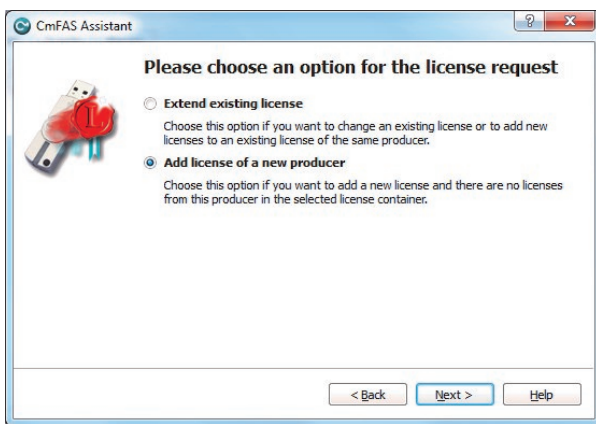 CmFAS Assistant
Please choose an option for the license request
Extend existing license
Choose this option if you want to change an existing license or to add new
licenses to an existing license of the same producer.
Add license of a new producer
Choose this option if you want to add a new license and there are no licenses
from this producer in the selected license container.
< Back Next > Help